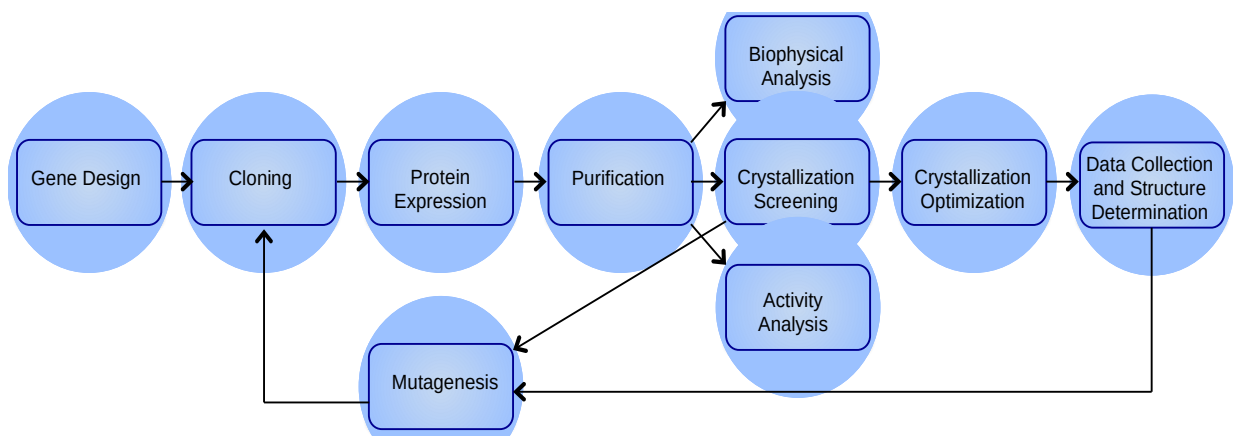 Gene Design
Cloning
Protein
Expression
Purification
Biophysical
Analysis
Crystallization
Screening
Activity
Analysis
Crystallization
Optimization
Data Collection
and Structure
Determination
Mutagenesis